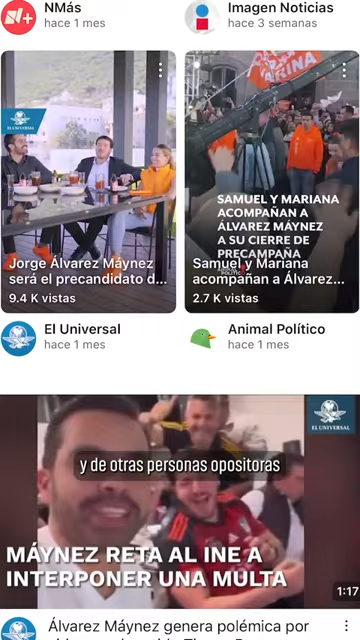 NMás
hace 1 mes
Imagen Noticias
hace 3 semanas
EL UNIVERSAL
Jorge Álvarez Máynez
será el precandidato d...
9.4 K vistas
ARINA
SAMUEL Y MARIANA
ACOMPAÑAN A
ÁLVAREZ MÁYNEZ
A SU CIERRE DE
PRECAMPAÑA
Samuel y Mariana
acompañan a Álvarez...
2.7 K vistas
El Universal
hace 1 mes
Animal Político
hace 1 mes
EL UNIVERSAL
y de otras personas opositoras
MÁYNEZ RETA AL INE A
INTERPONER UNA MULTA
1:17
Álvarez Máynez genera polémica por